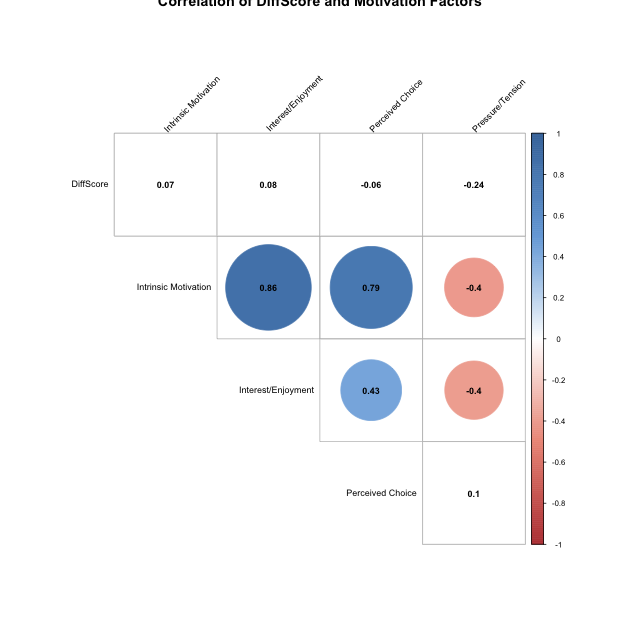 Correlation of DiffScore and Motivation Factors
Intrinsic Motivation
Interest/Enjoyment
Perceived Choice
Pressure/Tension
DiffScore
0.07
0.08
-0.06
-0.24
Intrinsic Motivation
0.86
0.79
-0.4
Interest/Enjoyment
0.43
-0.4
Perceived Choice
0.1
1
0.8
0.6
0.4
0.2
0
-0.2
-0.4
-0.6
-0.8
-1